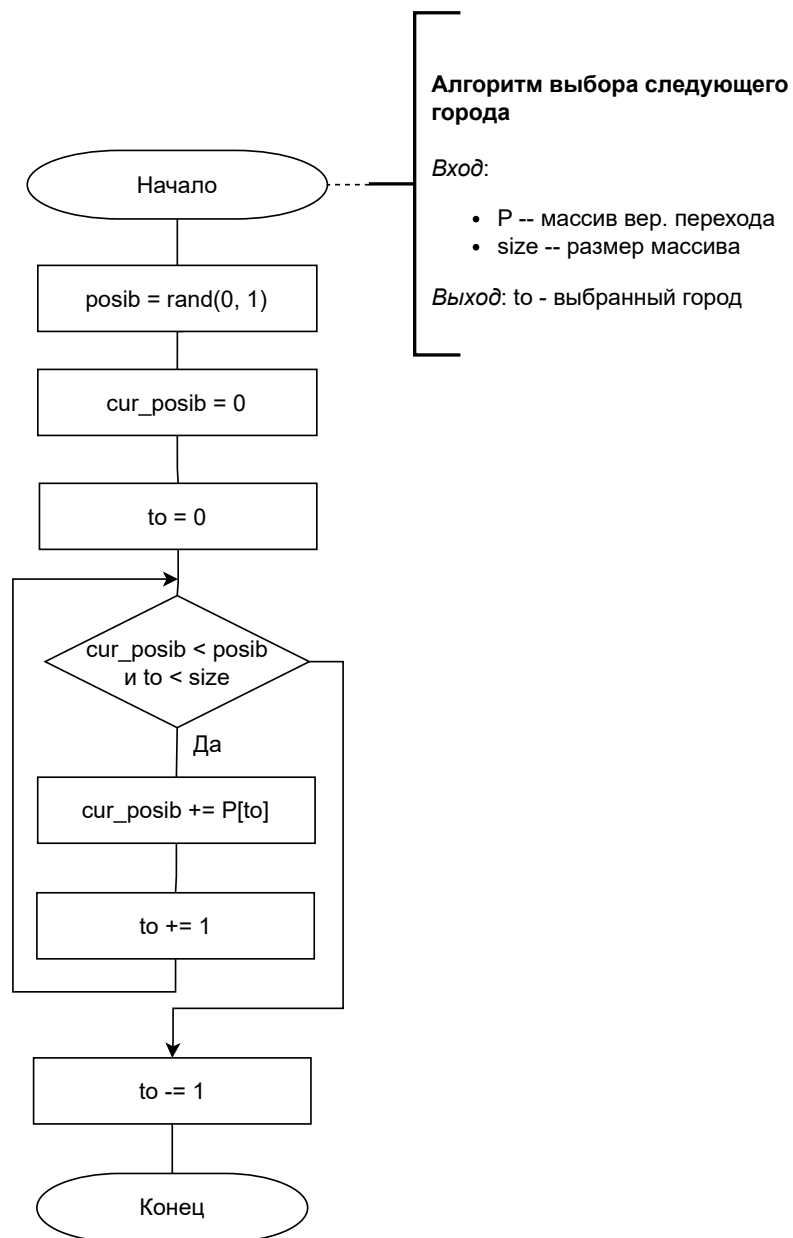 Алгоритм выбора следующего
города
Вход:
• P -- массив вер. перехода
• size -- размер массива
Выход: to - выбранный город
Начало
posib = rand(0, 1)
cur_posib = 0
to = 0
cur_posib < posib
и to < size
Да
cur_posib += P[to]
to += 1
to -= 1
Конец